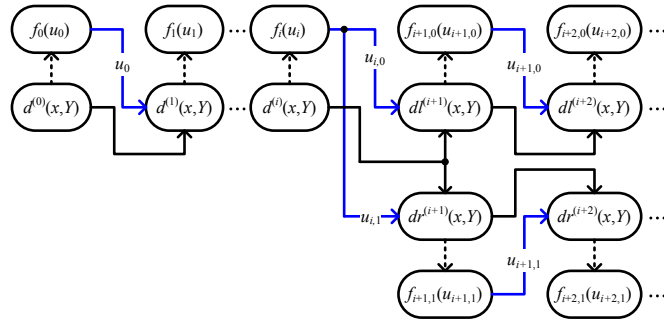 f₀(u₀) f₁(u₁) … fᵢ(uᵢ) fᵢ₊₁,₀(uᵢ₊₁,₀) fᵢ₊₂,₀(uᵢ₊₂,₀) …
u₀ uᵢ,₀ uᵢ₊₁,₀
d⁽⁰⁾(x,Y) d⁽¹⁾(x,Y) … d⁽ⁱ⁾(x,Y) dl⁽ⁱ⁺¹⁾(x,Y) dl⁽ⁱ⁺²⁾(x,Y) …
uᵢ,₁ dr⁽ⁱ⁺¹⁾(x,Y) dr⁽ⁱ⁺²⁾(x,Y) …
uᵢ₊₁,₁
fᵢ₊₁,₁(uᵢ₊₁,₁) fᵢ₊₂,₁(uᵢ₊₂,₁) …